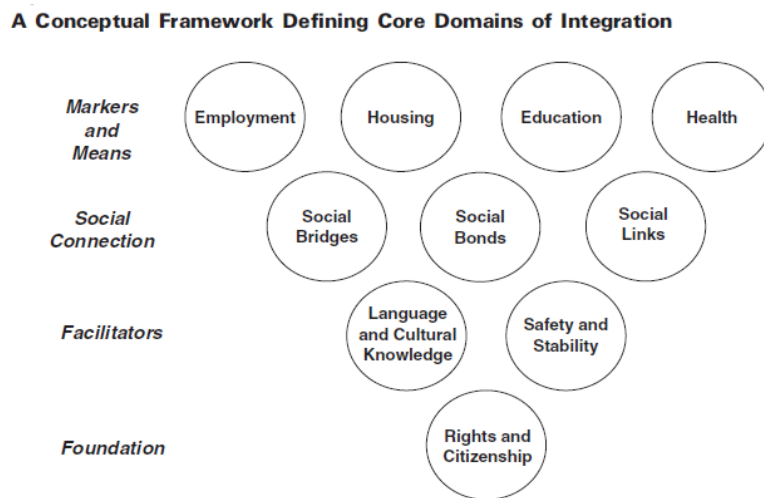 A Conceptual Framework Defining Core Domains of Integration
Markers
and
Means
Employment
Housing
Education
Health
Social
Connection
Social
Bridges
Social
Bonds
Social
Links
Facilitators
Language
and Cultural
Knowledge
Safety and
Stability
Foundation
Rights and
Citizenship